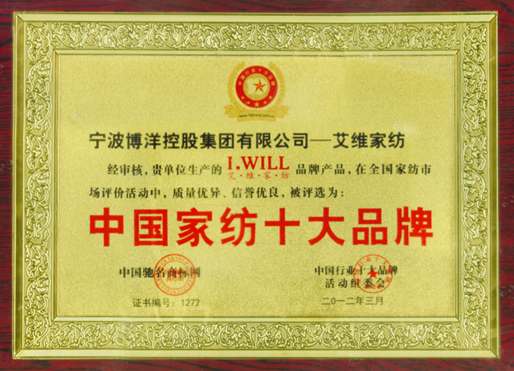 宁波博洋控股集团有限公司—艾维家纺
经审核，贵单位生产的 I.WILL 品牌产品，在全国家纺市
艾·维·家·纺
场评价活动中，质量优异、信誉优良，被评选为：
中国家纺十大品牌
中国驰名商标网
中国行业十大品牌
活动组委会
证书编号：1272
二0一二年三月